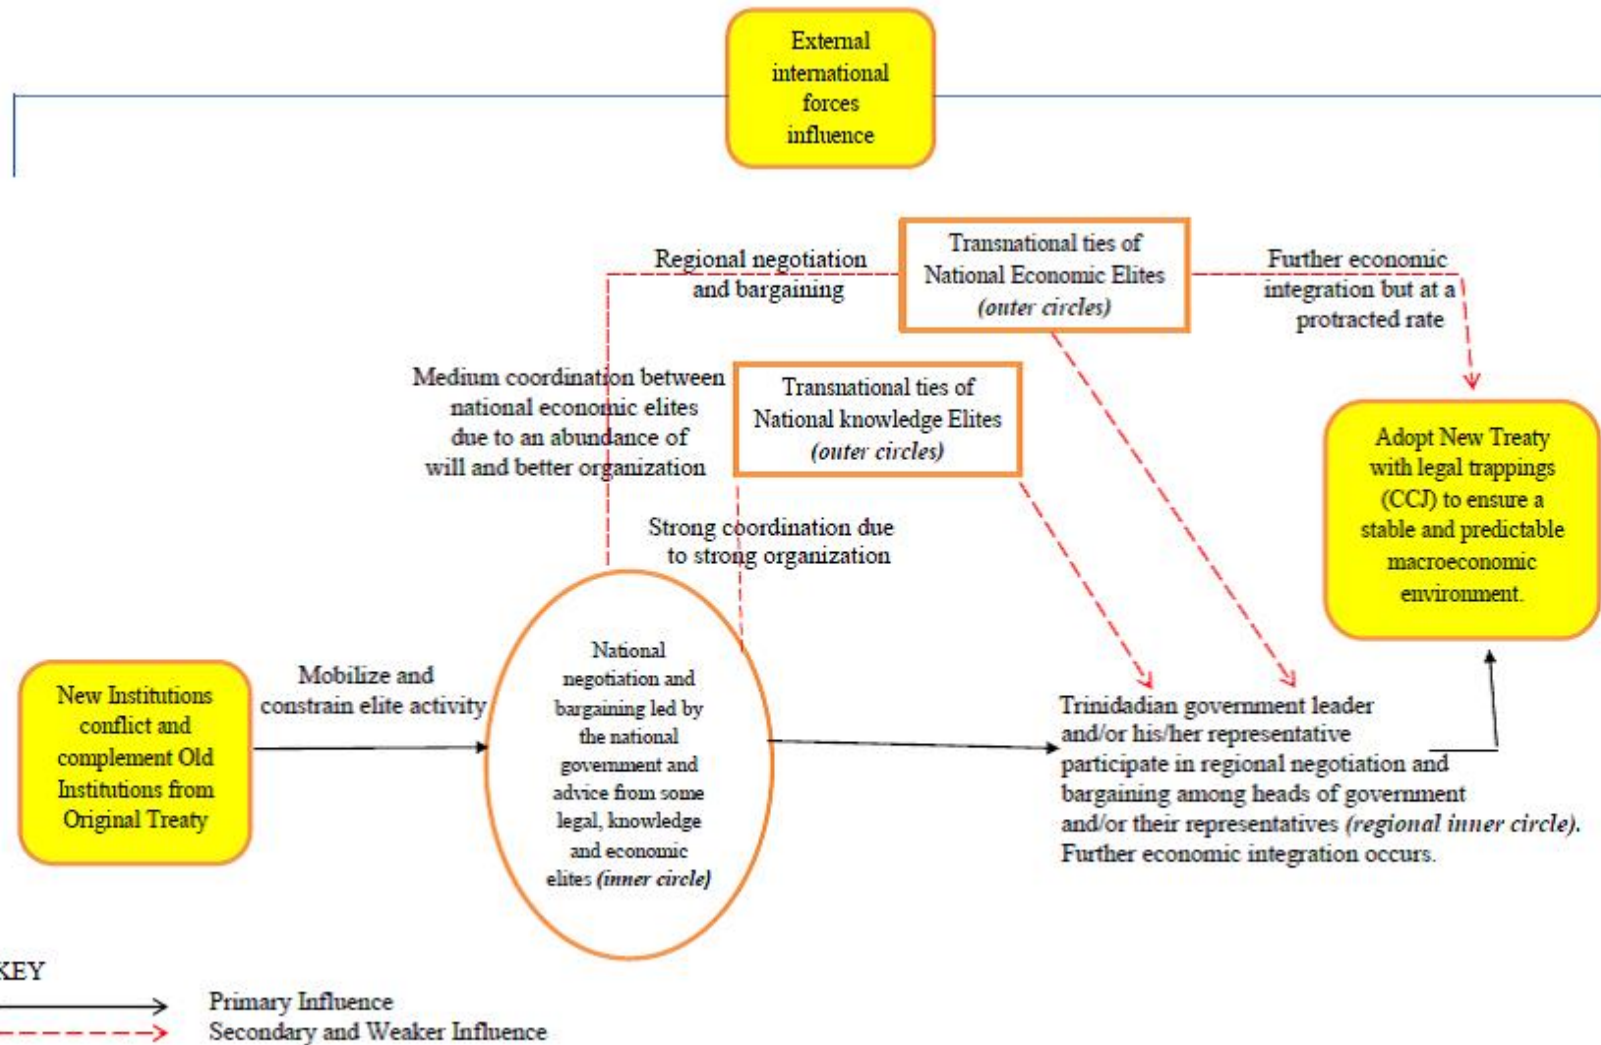 External
international
forces
influence
Transnational ties of
National Economic Elites
(outer circles)
Regional negotiation
and bargaining
Further economic
integration but at a
protracted rate
Medium coordination between
national economic elites
due to an abundance of
will and better organization
Transnational ties of
National knowledge Elites
(outer circles)
Strong coordination due
to strong organization
Adopt New Treaty
with legal trappings
(CCJ) to ensure a
stable and predictable
macroeconomic
environment.
New Institutions
conflict and
complement Old
Institutions from
Original Treaty
Mobilize and
constrain elite activity
National
negotiation and
bargaining led by
the national
government and
advice from some
legal, knowledge
and economic
elites (inner circle)
Trinidadian government leader
and/or his/her representative
participate in regional negotiation and
bargaining among heads of government
and/or their representatives (regional inner circle).
Further economic integration occurs.
KEY
Primary Influence
Secondary and Weaker Influence